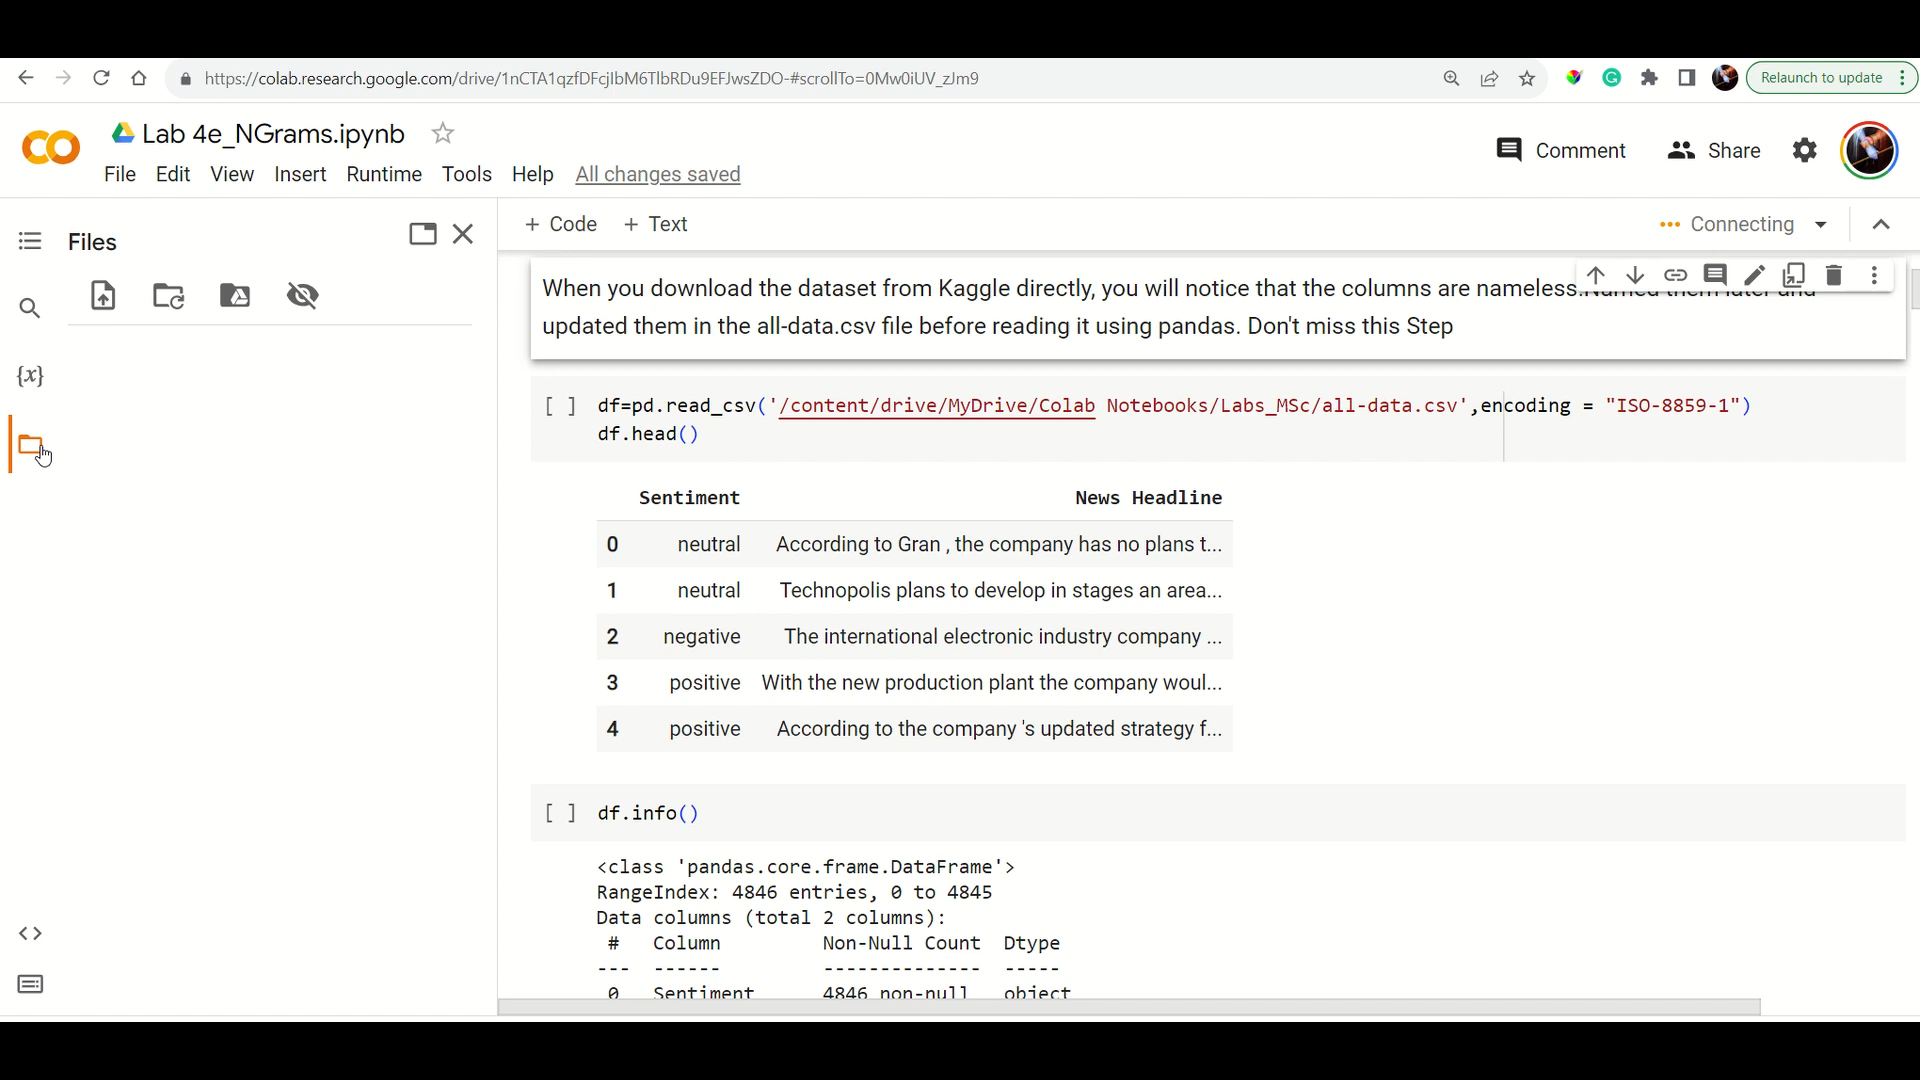 https://colab.research.google.com/drive/1nCTA1qzfDFcjIbM6TlbRDu9EFJwsZDO-#scrollTo=0Mw0iUV_zJm9
Relaunch to update
Lab 4e_NGrams.ipynb
File Edit View Insert Runtime Tools Help All changes saved
Comment Share
Files
+ Code + Text
Connecting
When you download the dataset from Kaggle directly, you will notice that the columns are nameless.Named them later and
updated them in the all-data.csv file before reading it using pandas. Don't miss this Step
{x}
[ ] df=pd.read_csv('/content/drive/MyDrive/Colab Notebooks/Labs_MSc/all-data.csv',encoding = "ISO-8859-1")
df.head()
Sentiment News Headline
0 neutral According to Gran , the company has no plans t...
1 neutral Technopolis plans to develop in stages an area...
2 negative The international electronic industry company ...
3 positive With the new production plant the company woul...
4 positive According to the company 's updated strategy f...
[ ] df.info()
<class 'pandas.core.frame.DataFrame'>
RangeIndex: 4846 entries, 0 to 4845
Data columns (total 2 columns):
# Column Non-Null Count Dtype
--- ------ -------------- -----
0 Sentiment 4846 non-null object